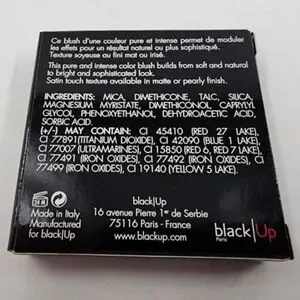 Ce blush d'une couleur pure et intense permet de moduler
les effets pour un résultat naturel ou plus sophistiqué.
Texture soyeuse au fini mat ou irisé.
This pure and intense color blush builds from soft and natural
to bright and sophisticated look.
Satin touch texture available in matte or pearly finish.
INGREDIENTS: MICA, DIMETHICONE, TALC, SILICA,
MAGNESIUM MYRISTATE, DIMETHICONOL, CAPRYLYL
GLYCOL, PHENOXYETHANOL, DEHYDROACETIC ACID,
SORBIC ACID.
(+/-) MAY CONTAIN: CI 45410 (RED 27 LAKE),
CI 77891(TITANIUM DIOXIDE), CI 42090 (BLUE 1 LAKE),
CI 77007 (ULTRAMARINES), CI 15850 (RED 6, RED 7 LAKE),
CI 77491 (IRON OXIDES), CI 77492 (IRON OXIDES), CI
77499 (IRON OXIDES), CI 19140 (YELLOW 5 LAKE).
24 M
Made in Italy
Manufactured
for black|Up
black|Up
16 avenue Pierre 1er de Serbie
75116 Paris - France
www.blackup.com
black|Up
Paris